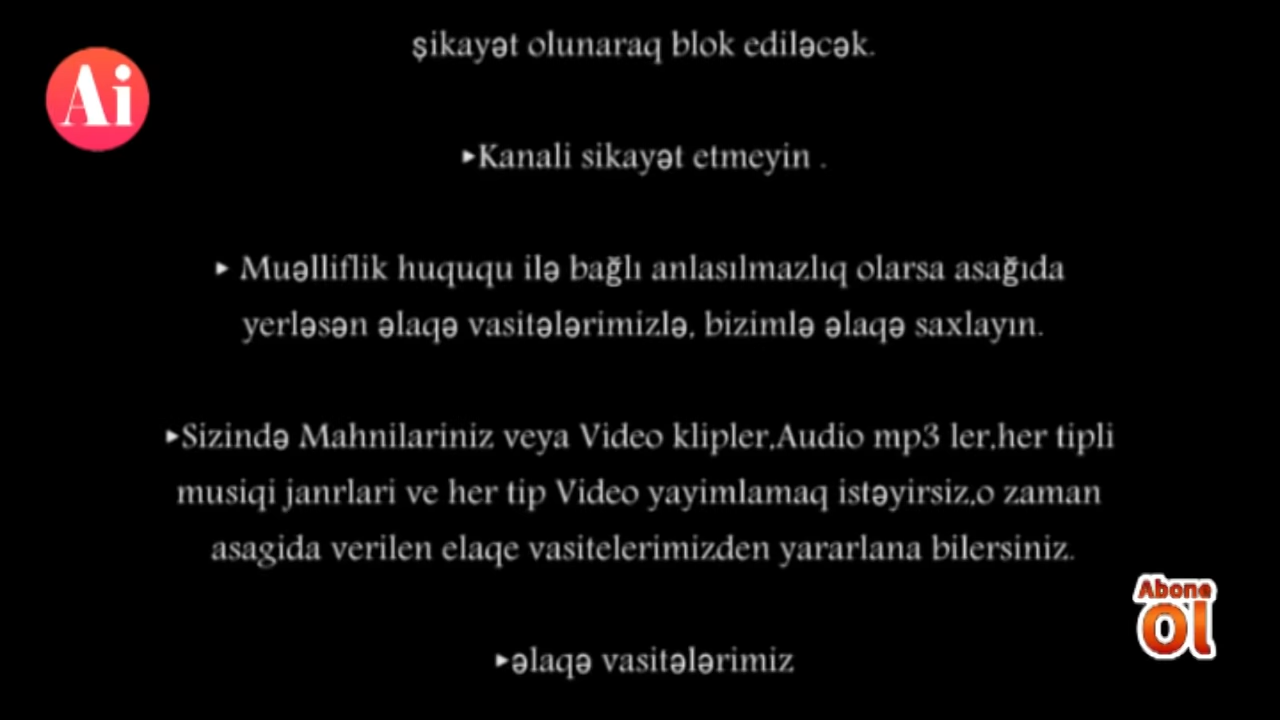 şikayət olunaraq blok ediləcək.
Ai
▸Kanali sikayət etmeyin .
▸ Muəlliflik huququ ilə bağlı anlasılmazlıq olarsa asağıda
yerləsən əlaqə vasitələrimizlə, bizimlə əlaqə saxlayın.
▸Sizində Mahnilariniz veya Video klipler,Audio mp3 ler,her tipli
musiqi janrlari ve her tip Video yayimlamaq istəyirsiz,o zaman
asagida verilen elaqe vasitelerimizden yararlana bilersiniz.
Abone
Ol
▸əlaqə vasitələrimiz